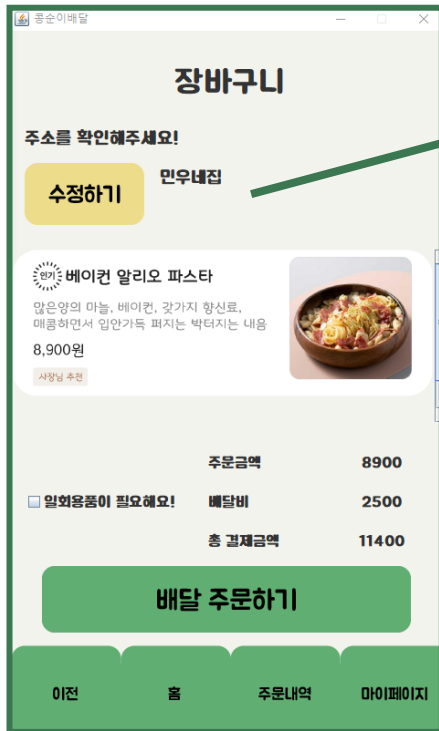 콩순이배달
장바구니
주소를 확인해주세요!
수정하기
민우네집
인기 베이컨 알리오 파스타
많은양의 마늘, 베이컨, 갖가지 향신료,
매콤하면서 입안가득 퍼지는 박터지는 내음
8,900원
사장님 추천
주문금액 8900
일회용품이 필요해요! 배달비 2500
총 결제금액 11400
배달 주문하기
이전 홈 주문내역 마이페이지